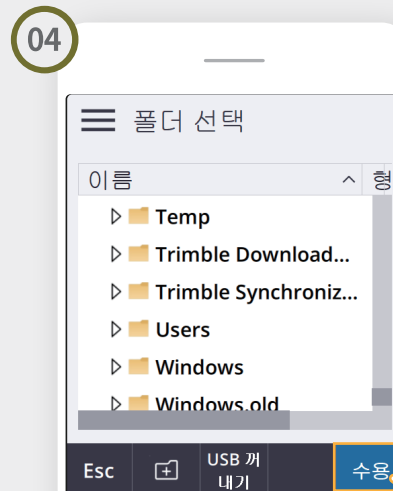 04
폴더 선택
이름 형
Temp
Trimble Download...
Trimble Synchroniz...
Users
Windows
Windows.old
Esc USB 꺼내기 수용